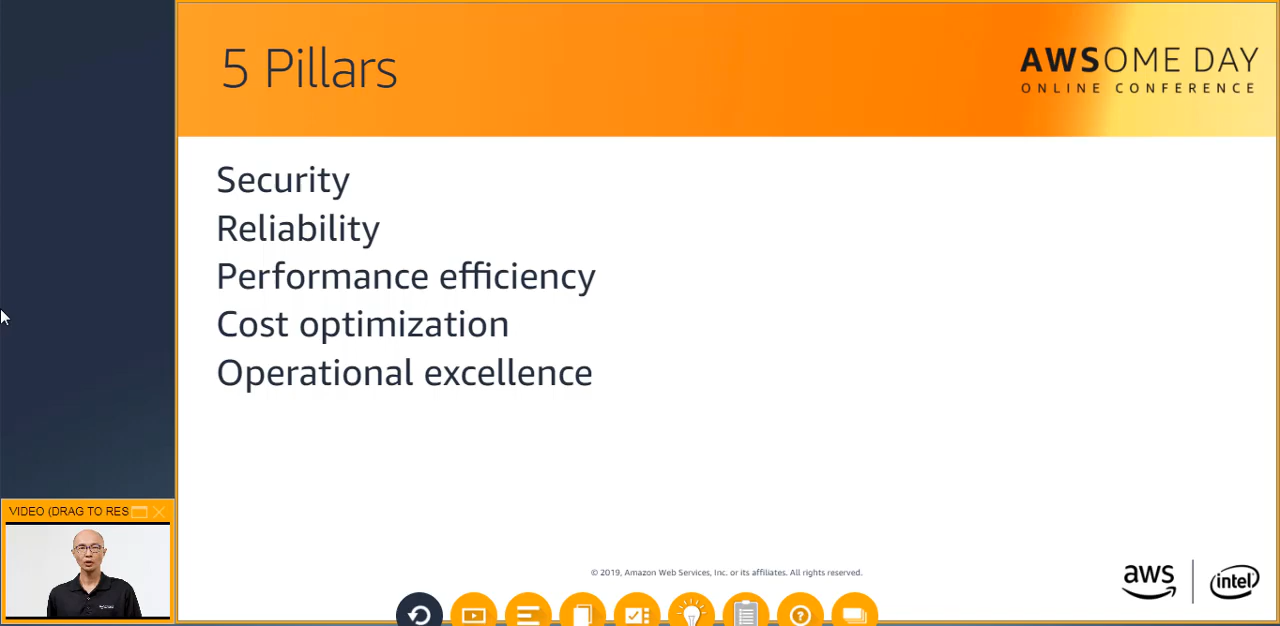 5 Pillars
AWSOME DAY
ONLINE CONFERENCE
Security
Reliability
Performance efficiency
Cost optimization
Operational excellence
VIDEO (DRAG TO RES
© 2019, Amazon Web Services, Inc. or its affiliates. All rights reserved.
aws
intel